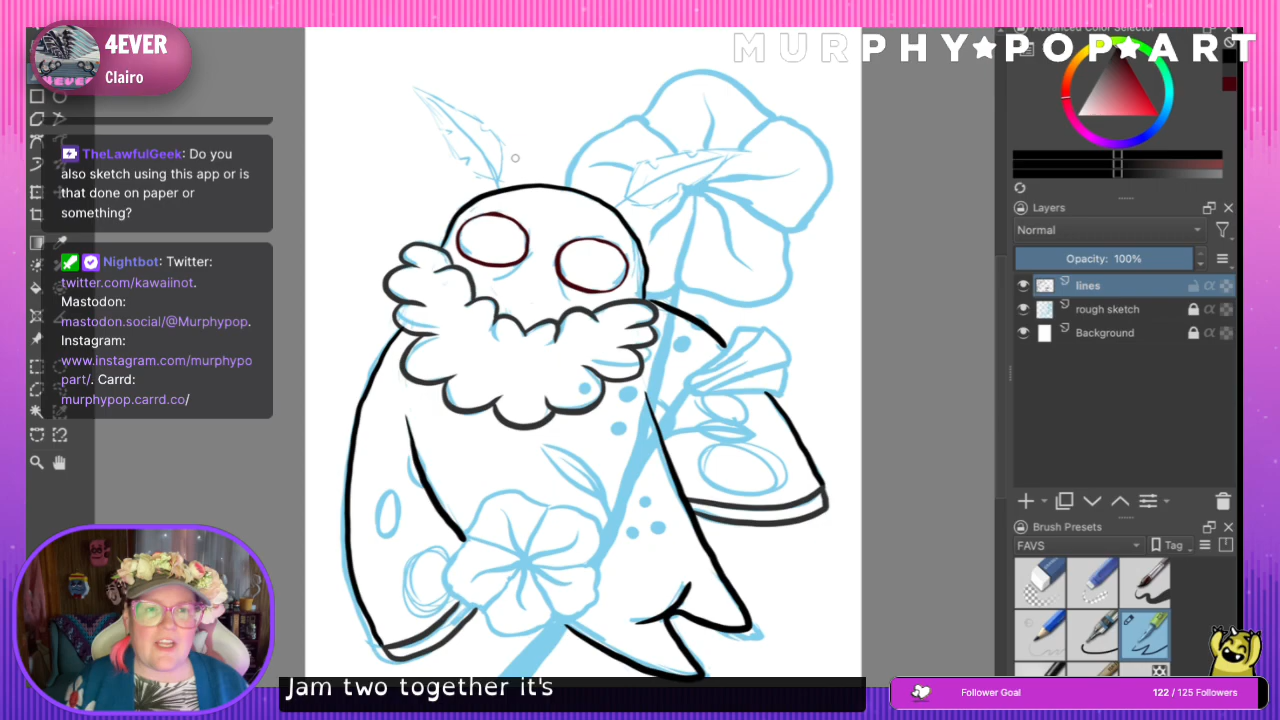 4EVER
Clairo
MURPHY★POP★ART
TheLawfulGeek: Do you
also sketch using this app or is
that done on paper or
something?
Nightbot: Twitter:
twitter.com/kawaiinot.
Mastodon:
mastodon.social/@Murphypop.
Instagram:
www.instagram.com/murphypo
part/. Carrd:
murphypop.carrd.co/
Advanced Color Selector
Layers
Normal
Opacity: 100%
lines
rough sketch
Background
Brush Presets
FAVS
Tag
Jam two together it's
Follower Goal
122 / 125 Followers